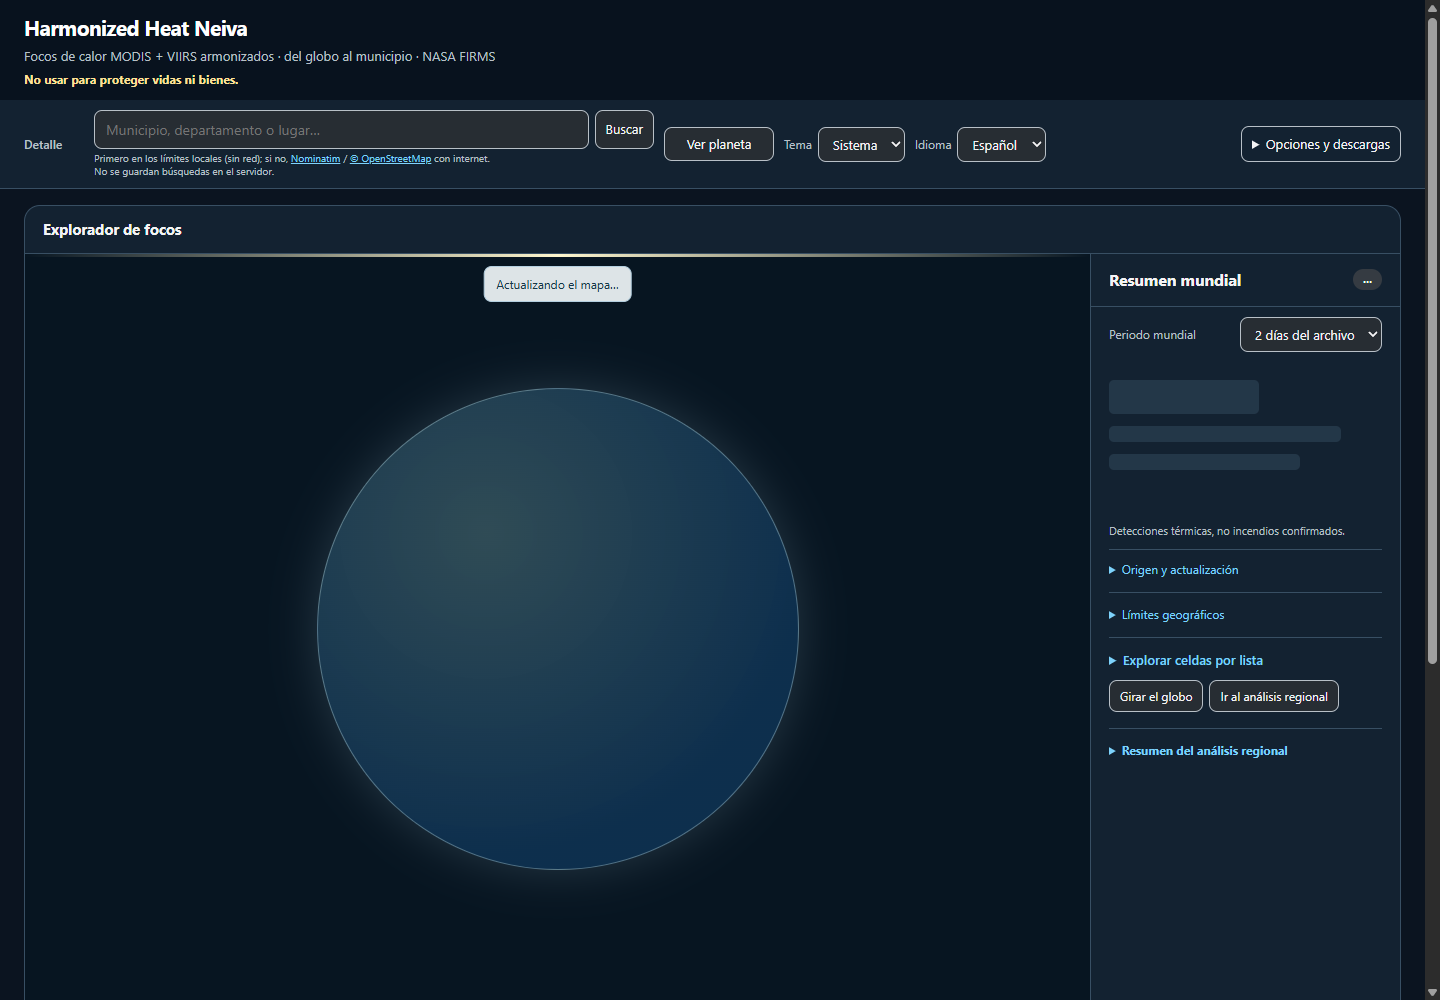 Harmonized Heat Neiva
Focos de calor MODIS + VIIRS armonizados · del globo al municipio · NASA FIRMS
No usar para proteger vidas ni bienes.
Detalle
Municipio, departamento o lugar...
Buscar
Primero en los límites locales (sin red); si no, Nominatim / © OpenStreetMap con internet.
No se guardan búsquedas en el servidor.
Ver planeta
Tema
Sistema
Idioma
Español
Opciones y descargas
Explorador de focos
Actualizando el mapa...
Resumen mundial
...
Periodo mundial
2 días del archivo
Detecciones térmicas, no incendios confirmados.
Origen y actualización
Límites geográficos
Explorar celdas por lista
Girar el globo
Ir al análisis regional
Resumen del análisis regional